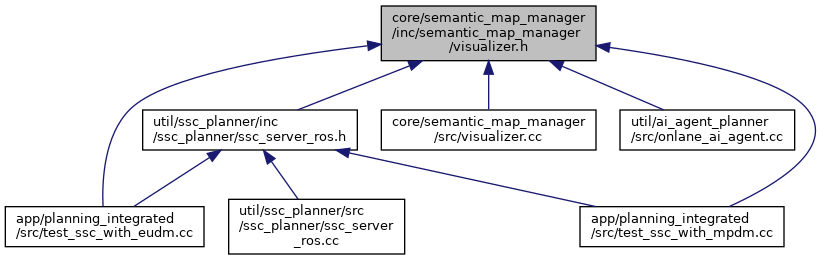 core/semantic_map_manager
/inc/semantic_map_manager
/visualizer.h
util/ssc_planner/inc
/ssc_planner/ssc_server_ros.h
core/semantic_map_manager
/src/visualizer.cc
util/ai_agent_planner
/src/onlane_ai_agent.cc
app/planning_integrated
/src/test_ssc_with_eudm.cc
util/ssc_planner/src
/ssc_planner/ssc_server
_ros.cc
app/planning_integrated
/src/test_ssc_with_mpdm.cc